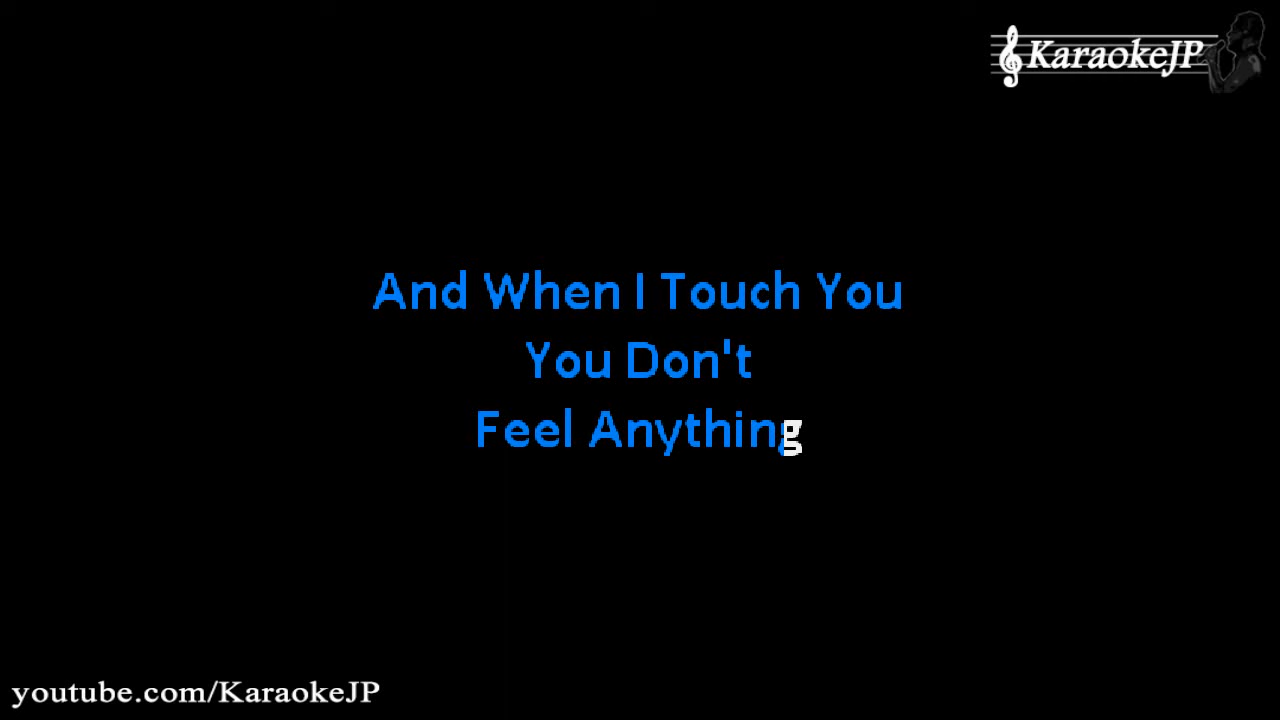 KaraokeJP
And When I Touch You
You Don't
Feel Anything
youtube.com/KaraokeJP